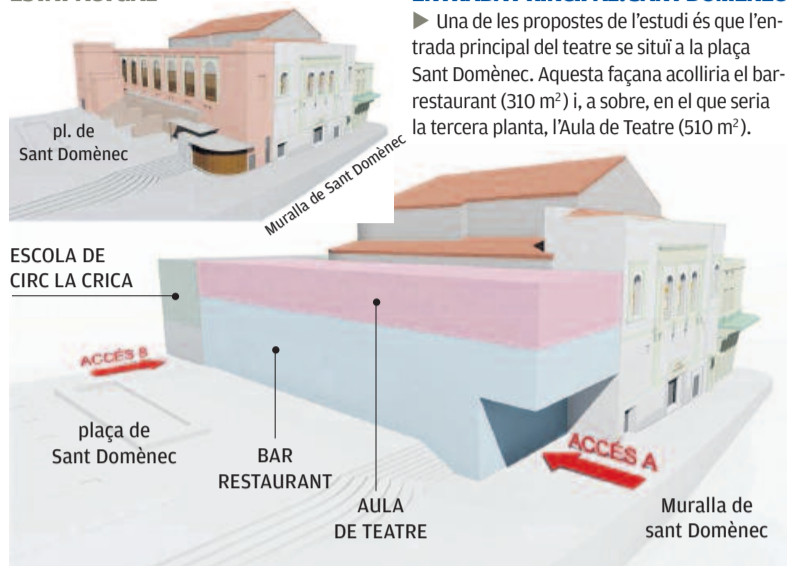 ▶ Una de les propostes de l'estudi és que l'en-
trada principal del teatre se situï a la plaça
Sant Domènec. Aquesta façana acolliria el bar-
restaurant (310 m²) i, a sobre, en el que seria
la tercera planta, l'Aula de Teatre (510 m²).
pl. de
Sant Domènec
Muralla de Sant Domènec
ESCOLA DE
CIRC LA CRICA
ACCÉS B
plaça de
Sant Domènec
BAR
RESTAURANT
AULA
DE TEATRE
ACCÉS A
Muralla de
sant Domènec